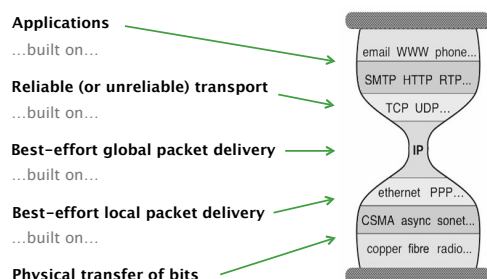 Applications
...built on...
Reliable (or unreliable) transport
...built on...
Best-effort global packet delivery
...built on...
Best-effort local packet delivery
...built on...
Physical transfer of bits
email WWW phone...
SMTP HTTP RTP...
TCP UDP...
IP
ethernet PPP...
CSMA async sonet...
copper fibre radio...